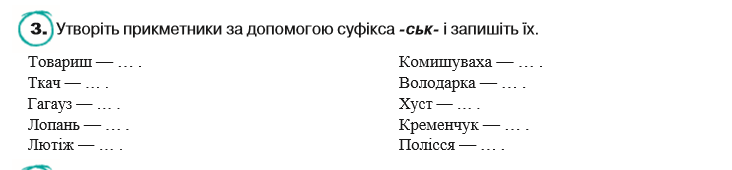 3. Утворіть прикметники за допомогою суфікса -ськ- і запишіть їх.
Товариш — … .
Ткач — … .
Гагауз — … .
Лопань — … .
Лютіж — … .
Комишуваха — … .
Володарка — … .
Хуст — … .
Кременчук — … .
Полісся — … .